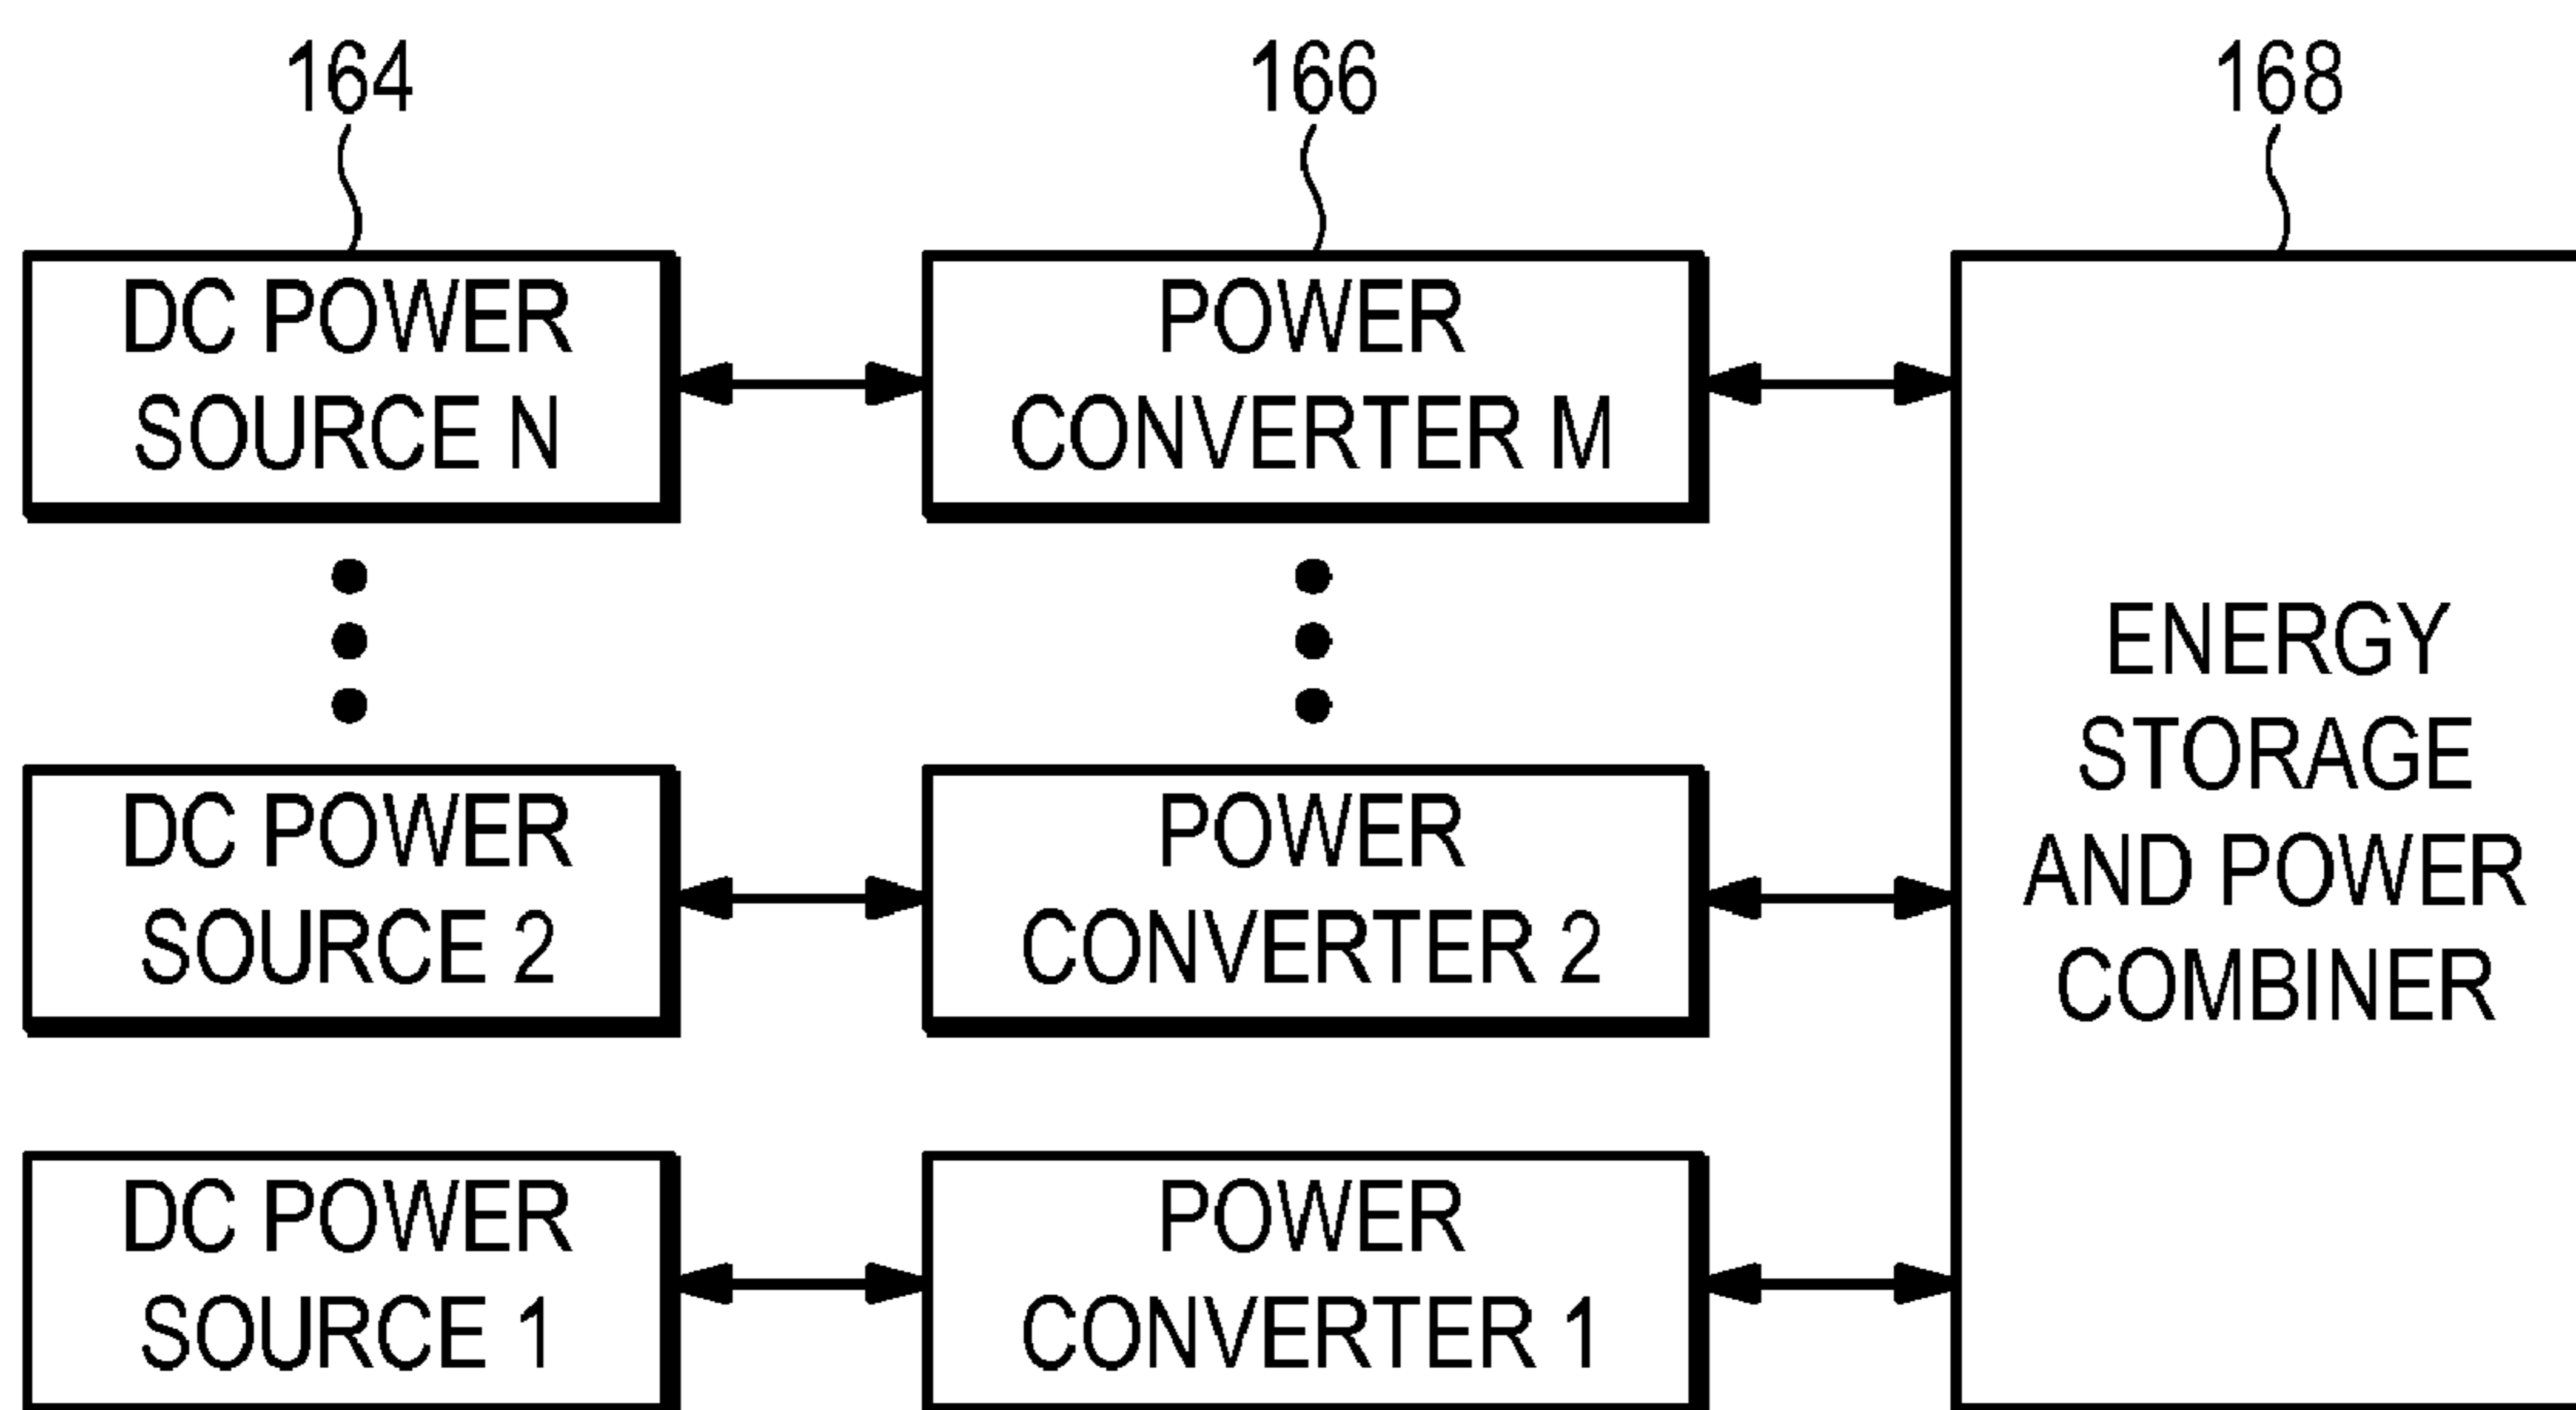 164
166
168
DC POWER
SOURCE N
POWER
CONVERTER M
DC POWER
SOURCE 2
POWER
CONVERTER 2
DC POWER
SOURCE 1
POWER
CONVERTER 1
ENERGY
STORAGE
AND POWER
COMBINER